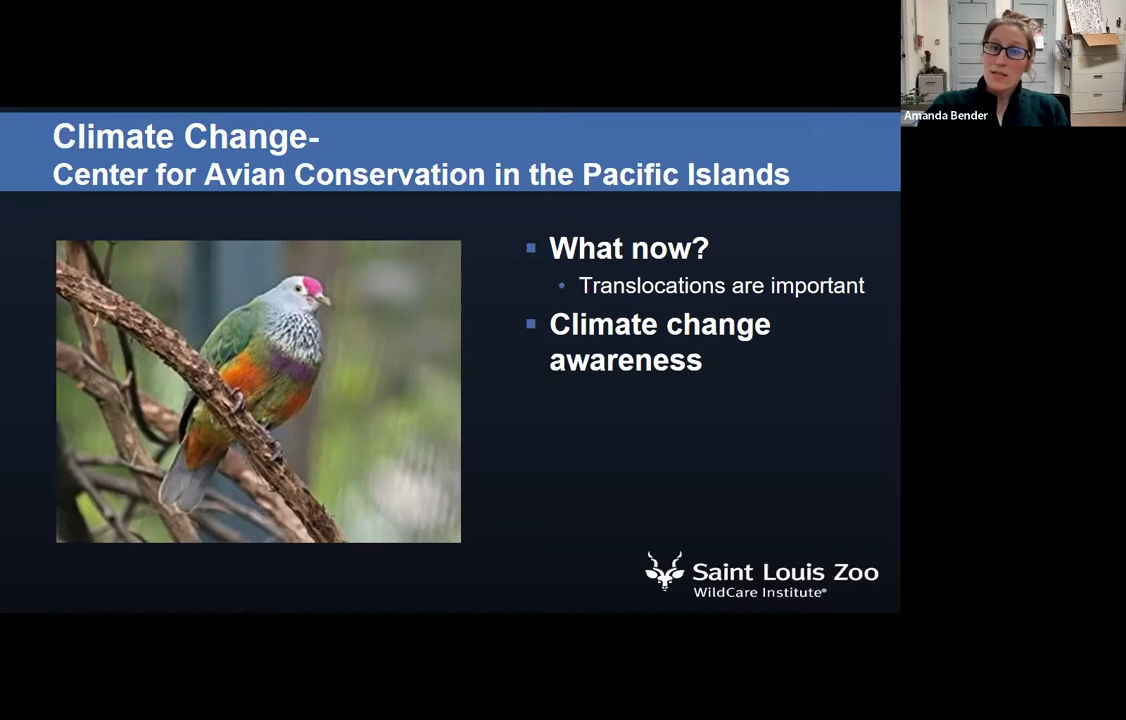 Climate Change-
Center for Avian Conservation in the Pacific Islands
What now?
Translocations are important
Climate change
awareness
Saint Louis Zoo
WildCare Institute®
Amanda Bender